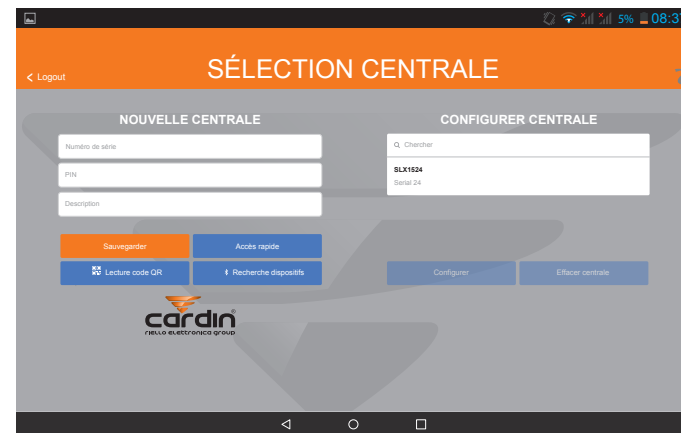 5% 08:3
Logout
SÉLECTION CENTRALE
NOUVELLE CENTRALE
Numéro de série
PIN
Description
Sauvegarder
Accès rapide
Lecture code QR
Recherche dispositifs
cardin®
riello elettronica group
CONFIGURER CENTRALE
Chercher
SLX1524
Serial 24
Configurer
Effacer centrale